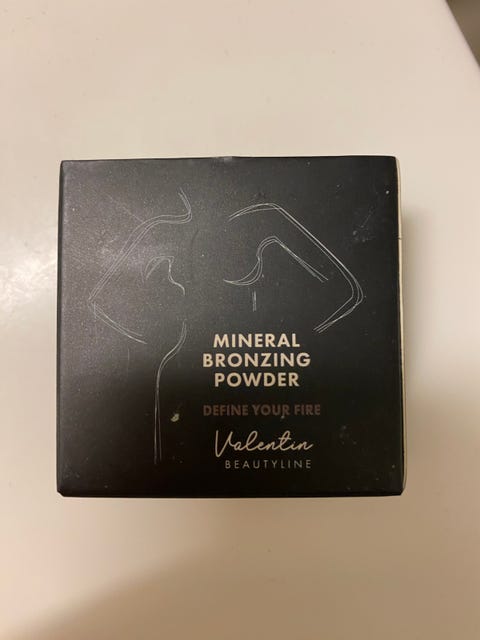 MINERAL
BRONZING
POWDER
DEFINE YOUR FIRE
Valentin
BEAUTYLINE